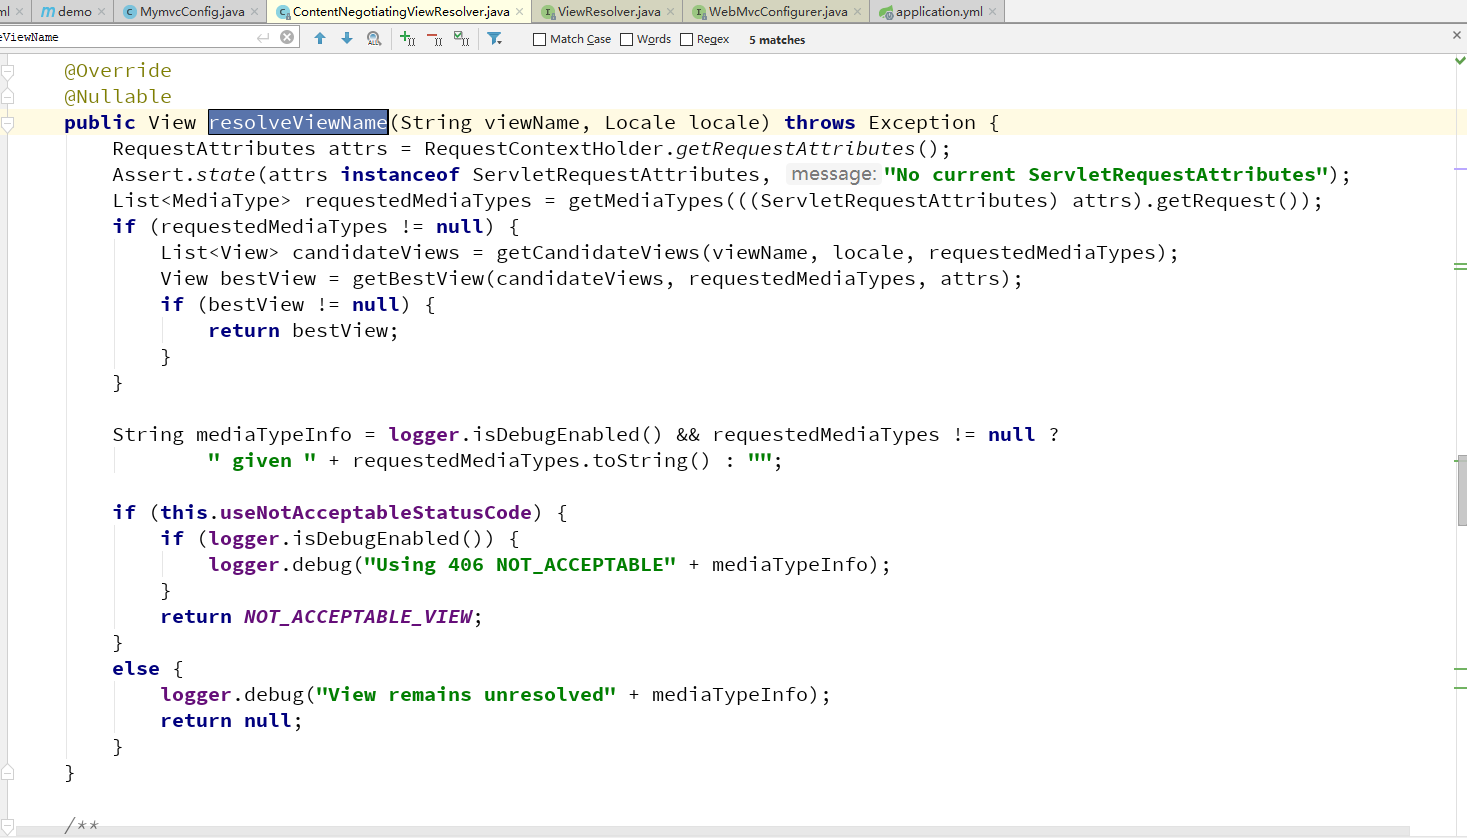 ml demo MymvcConfig.java ContentNegotiatingViewResolver.java ViewResolver.java WebMvcConfigurer.java application.yml
eViewName Match Case Words Regex 5 matches
@Override
@Nullable
public View resolveViewName(String viewName, Locale locale) throws Exception {
RequestAttributes attrs = RequestContextHolder.getRequestAttributes();
Assert.state(attrs instanceof ServletRequestAttributes, message: "No current ServletRequestAttributes");
List<MediaType> requestedMediaTypes = getMediaTypes(((ServletRequestAttributes) attrs).getRequest());
if (requestedMediaTypes != null) {
List<View> candidateViews = getCandidateViews(viewName, locale, requestedMediaTypes);
View bestView = getBestView(candidateViews, requestedMediaTypes, attrs);
if (bestView != null) {
return bestView;
}
}
String mediaTypeInfo = logger.isDebugEnabled() && requestedMediaTypes != null ?
" given " + requestedMediaTypes.toString() : "";
if (this.useNotAcceptableStatusCode) {
if (logger.isDebugEnabled()) {
logger.debug("Using 406 NOT_ACCEPTABLE" + mediaTypeInfo);
}
return NOT_ACCEPTABLE_VIEW;
}
else {
logger.debug("View remains unresolved" + mediaTypeInfo);
return null;
}
}
/**